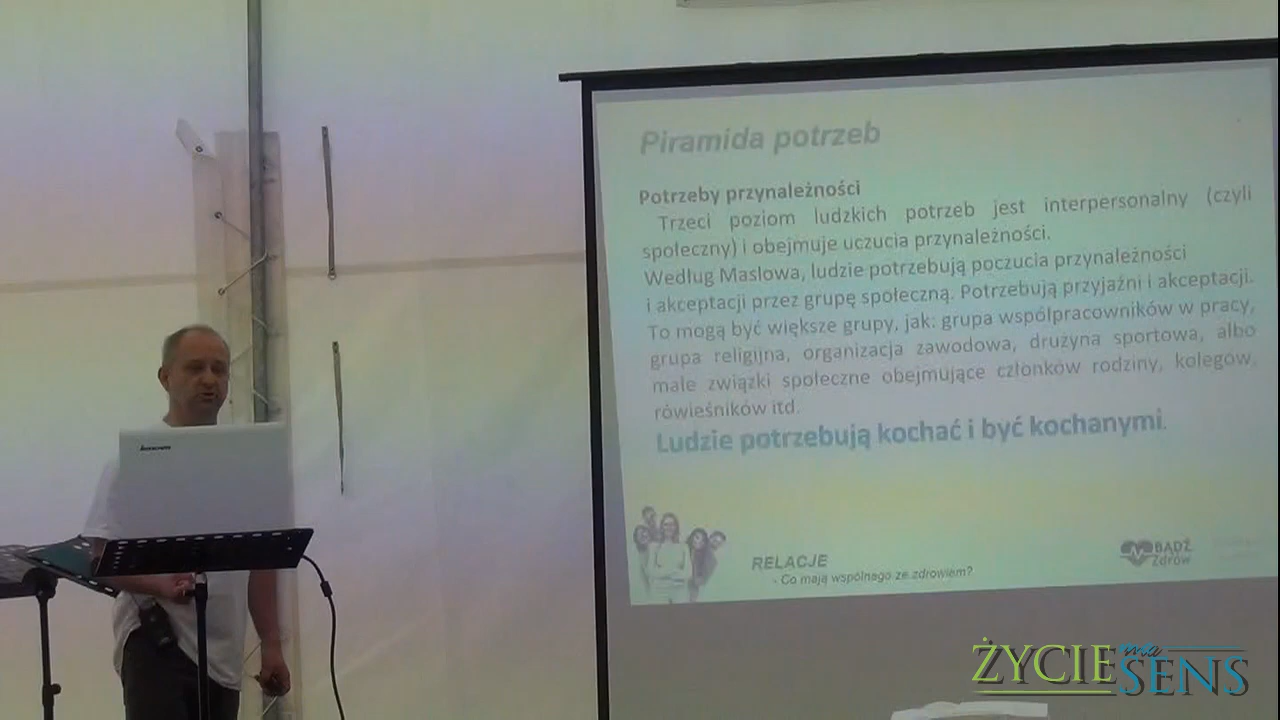 Piramida potrzeb
Potrzeby przynależności
Trzeci poziom ludzkich potrzeb jest interpersonalny (czyli
społeczny) i obejmuje uczucia przynależności.
Według Maslowa, ludzie potrzebują poczucia przynależności
i akceptacji przez grupę społeczną. Potrzebują przyjaźni i akceptacji.
To mogą być większe grupy, jak: grupa współpracowników w pracy,
grupa religijna, organizacja zawodowa, drużyna sportowa, albo
małe związki społeczne obejmujące członków rodziny, kolegów,
rówieśników itd.
Ludzie potrzebują kochać i być kochanymi.
RELACJE
- Co mają wspólnego ze zdrowiem?
BĄDŹ
Zdrów
lenovo
ŻYCIE ma
SENS